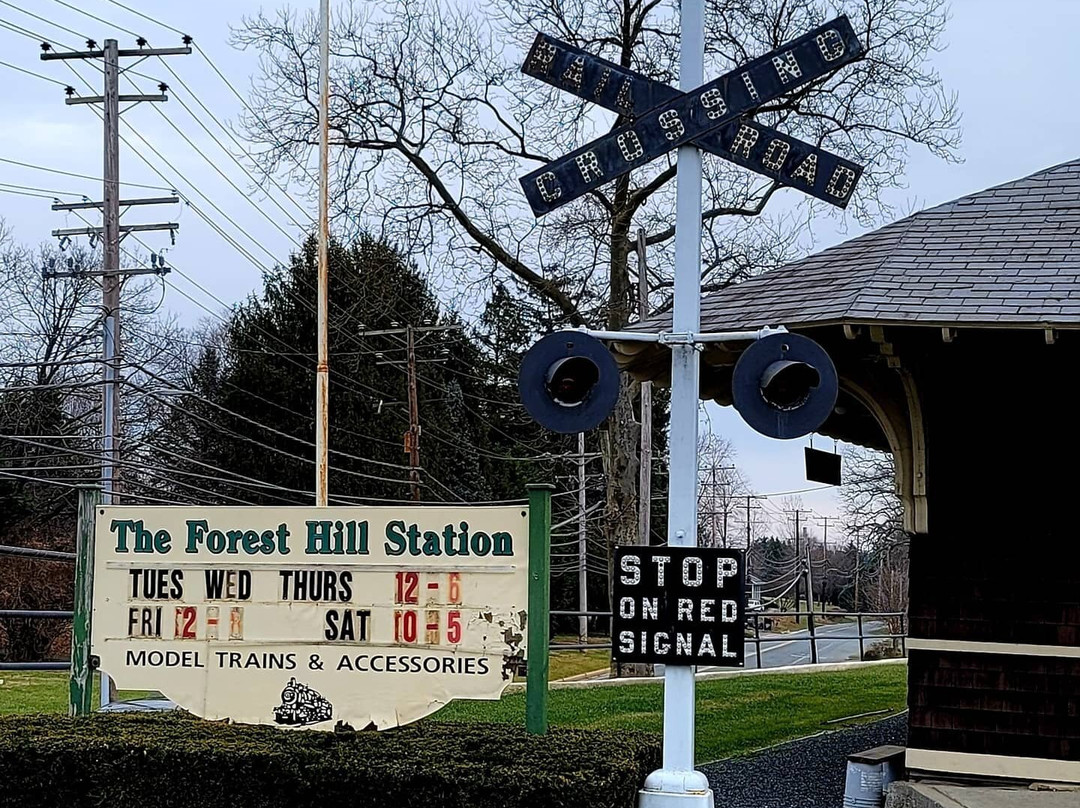 RAIL ROAD
CROSSING
The Forest Hill Station
TUES WED THURS 12 - 6
FRI 12 - 8 SAT 10 - 5
MODEL TRAINS & ACCESSORIES
STOP
ON RED
SIGNAL